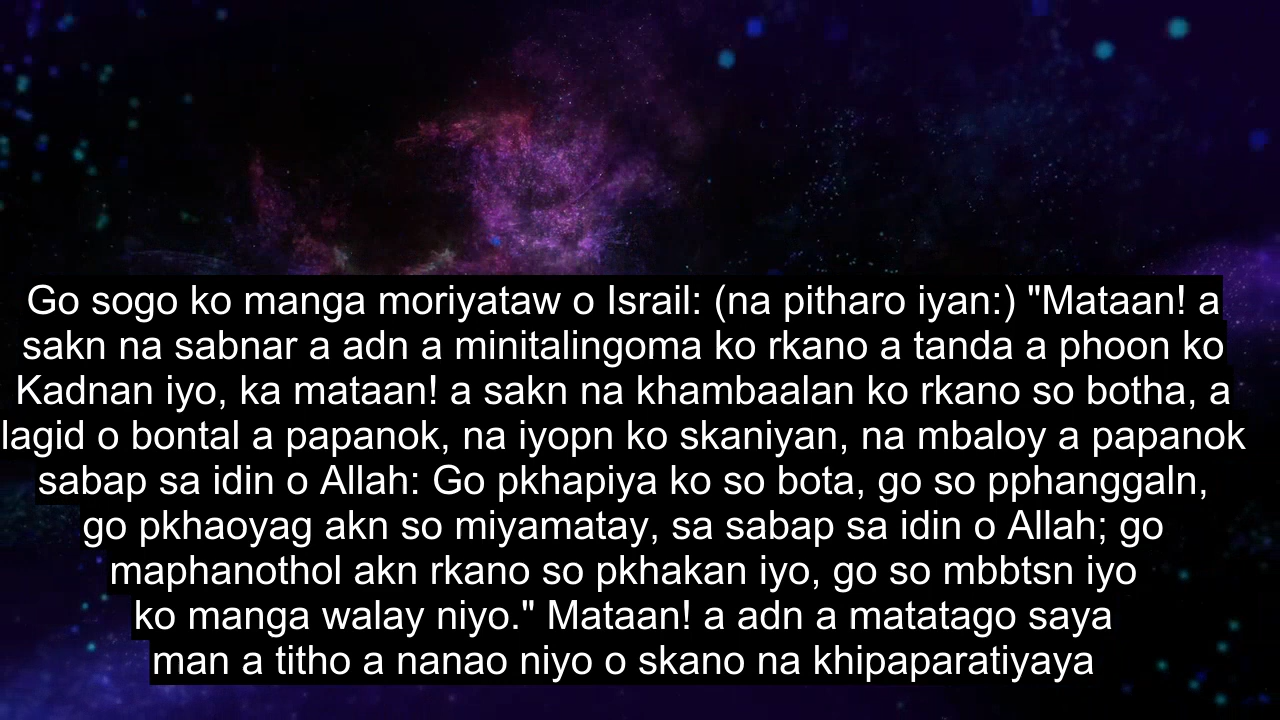 Go sogo ko manga moriyataw o Israil: (na pitharo iyan:) "Mataan! a
sakn na sabnar a adn a minitalingoma ko rkano a tanda a phoon ko
Kadnan iyo, ka mataan! a sakn na khambaalan ko rkano so botha, a
lagid o bontal a papanok, na iyopn ko skaniyan, na mbaloy a papanok
sabap sa idin o Allah: Go pkhapiya ko so bota, go so pphanggaln,
go pkhaoyag akn so miyamatay, sa sabap sa idin o Allah; go
maphanothol akn rkano so pkhakan iyo, go so mbbtsn iyo
ko manga walay niyo." Mataan! a adn a matatago saya
man a titho a nanao niyo o skano na khipaparatiyaya